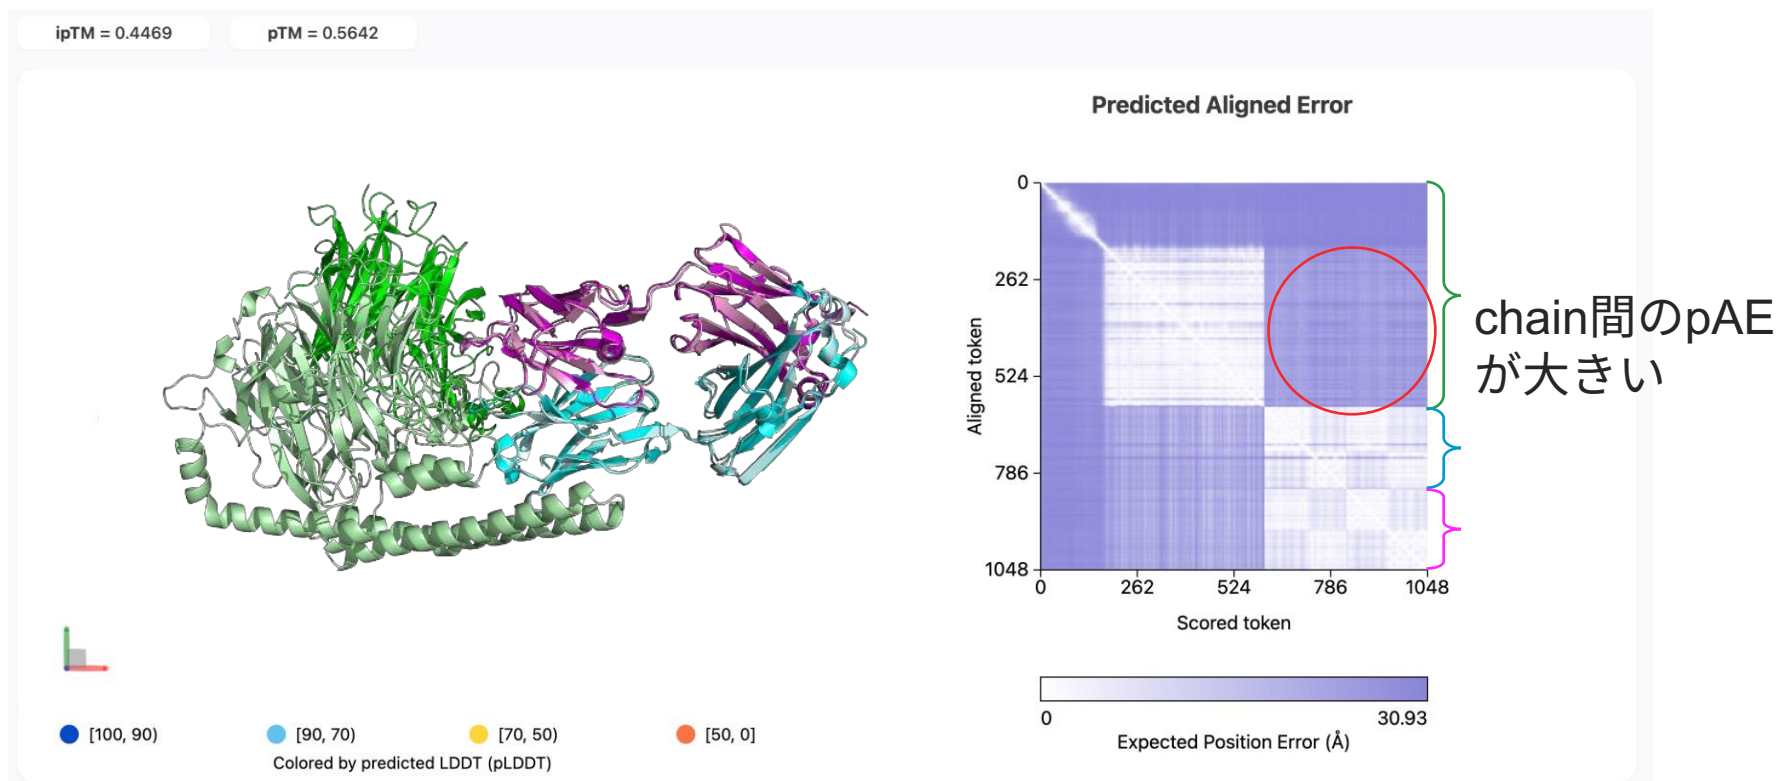 ipTM = 0.4469
pTM = 0.5642
Predicted Aligned Error
Aligned token
0
262
524
786
1048
0
262
524
786
1048
Scored token
0
30.93
Expected Position Error (Å)
chain間のpAE
が大きい
[100, 90)
[90, 70)
[70, 50)
[50, 0]
Colored by predicted LDDT (pLDDT)